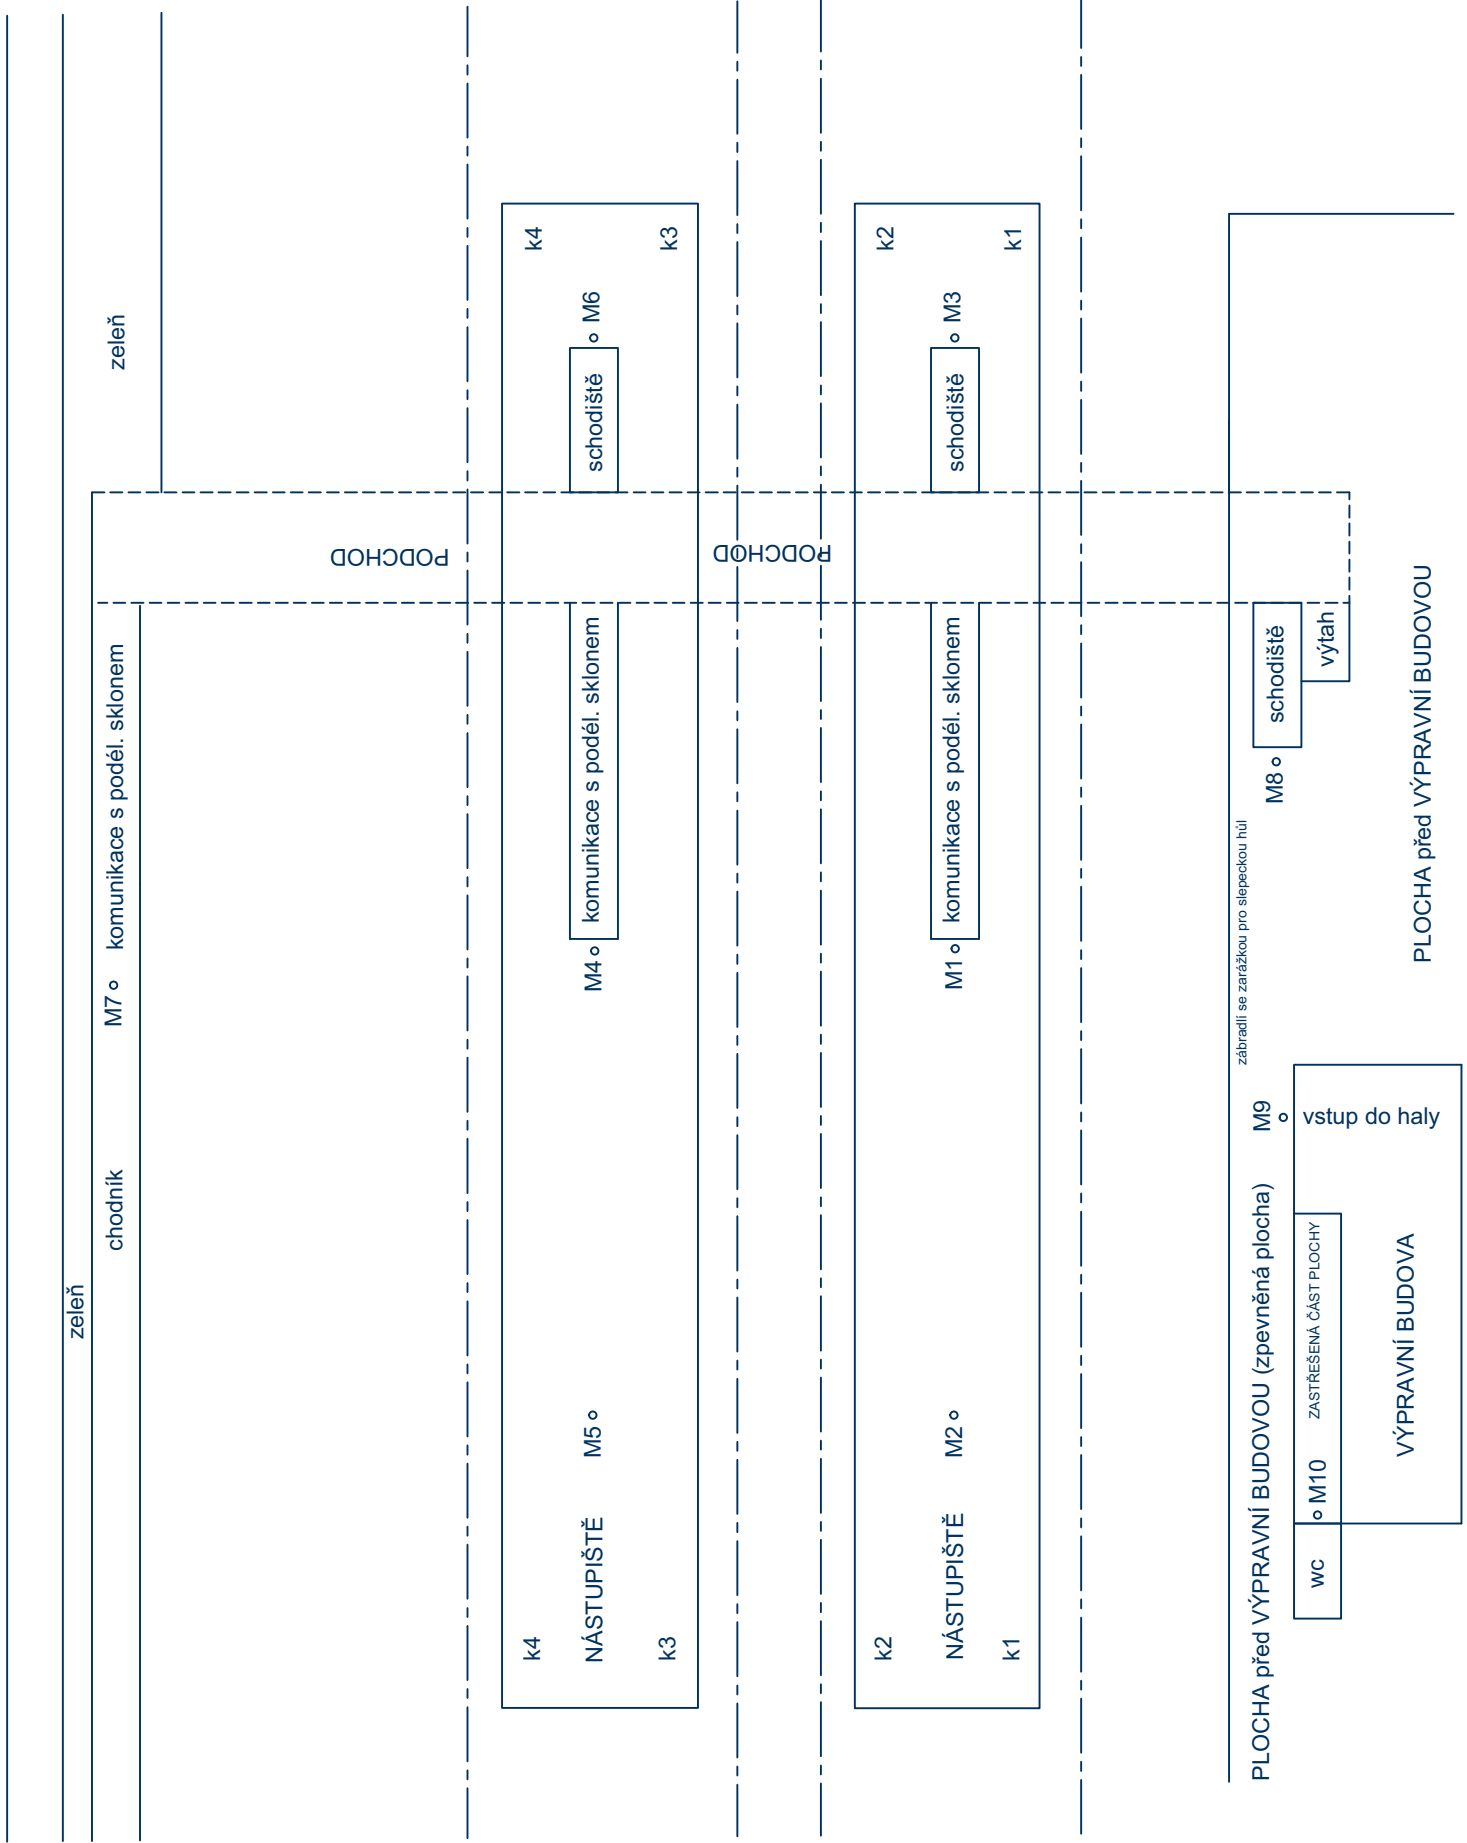 zeleň
zeleň
chodník
M7
komunikace s podél. sklonem
PODCHOD
k4
k3
NÁSTUPIŠTĚ
M5
M4
komunikace s podél. sklonem
schodiště
M6
k4
k3
PODCHOD
k2
k1
NÁSTUPIŠTĚ
M2
M1
komunikace s podél. sklonem
schodiště
M3
k2
k1
zábradlí se zarážkou pro slepeckou hůl
PLOCHA před VÝPRAVNÍ BUDOVOU (zpevněná plocha)
M9
M8
schodiště
výtah
wc
M10
ZASTŘEŠENÁ ČÁST PLOCHY
vstup do haly
VÝPRAVNÍ BUDOVA
PLOCHA před VÝPRAVNÍ BUDOVOU